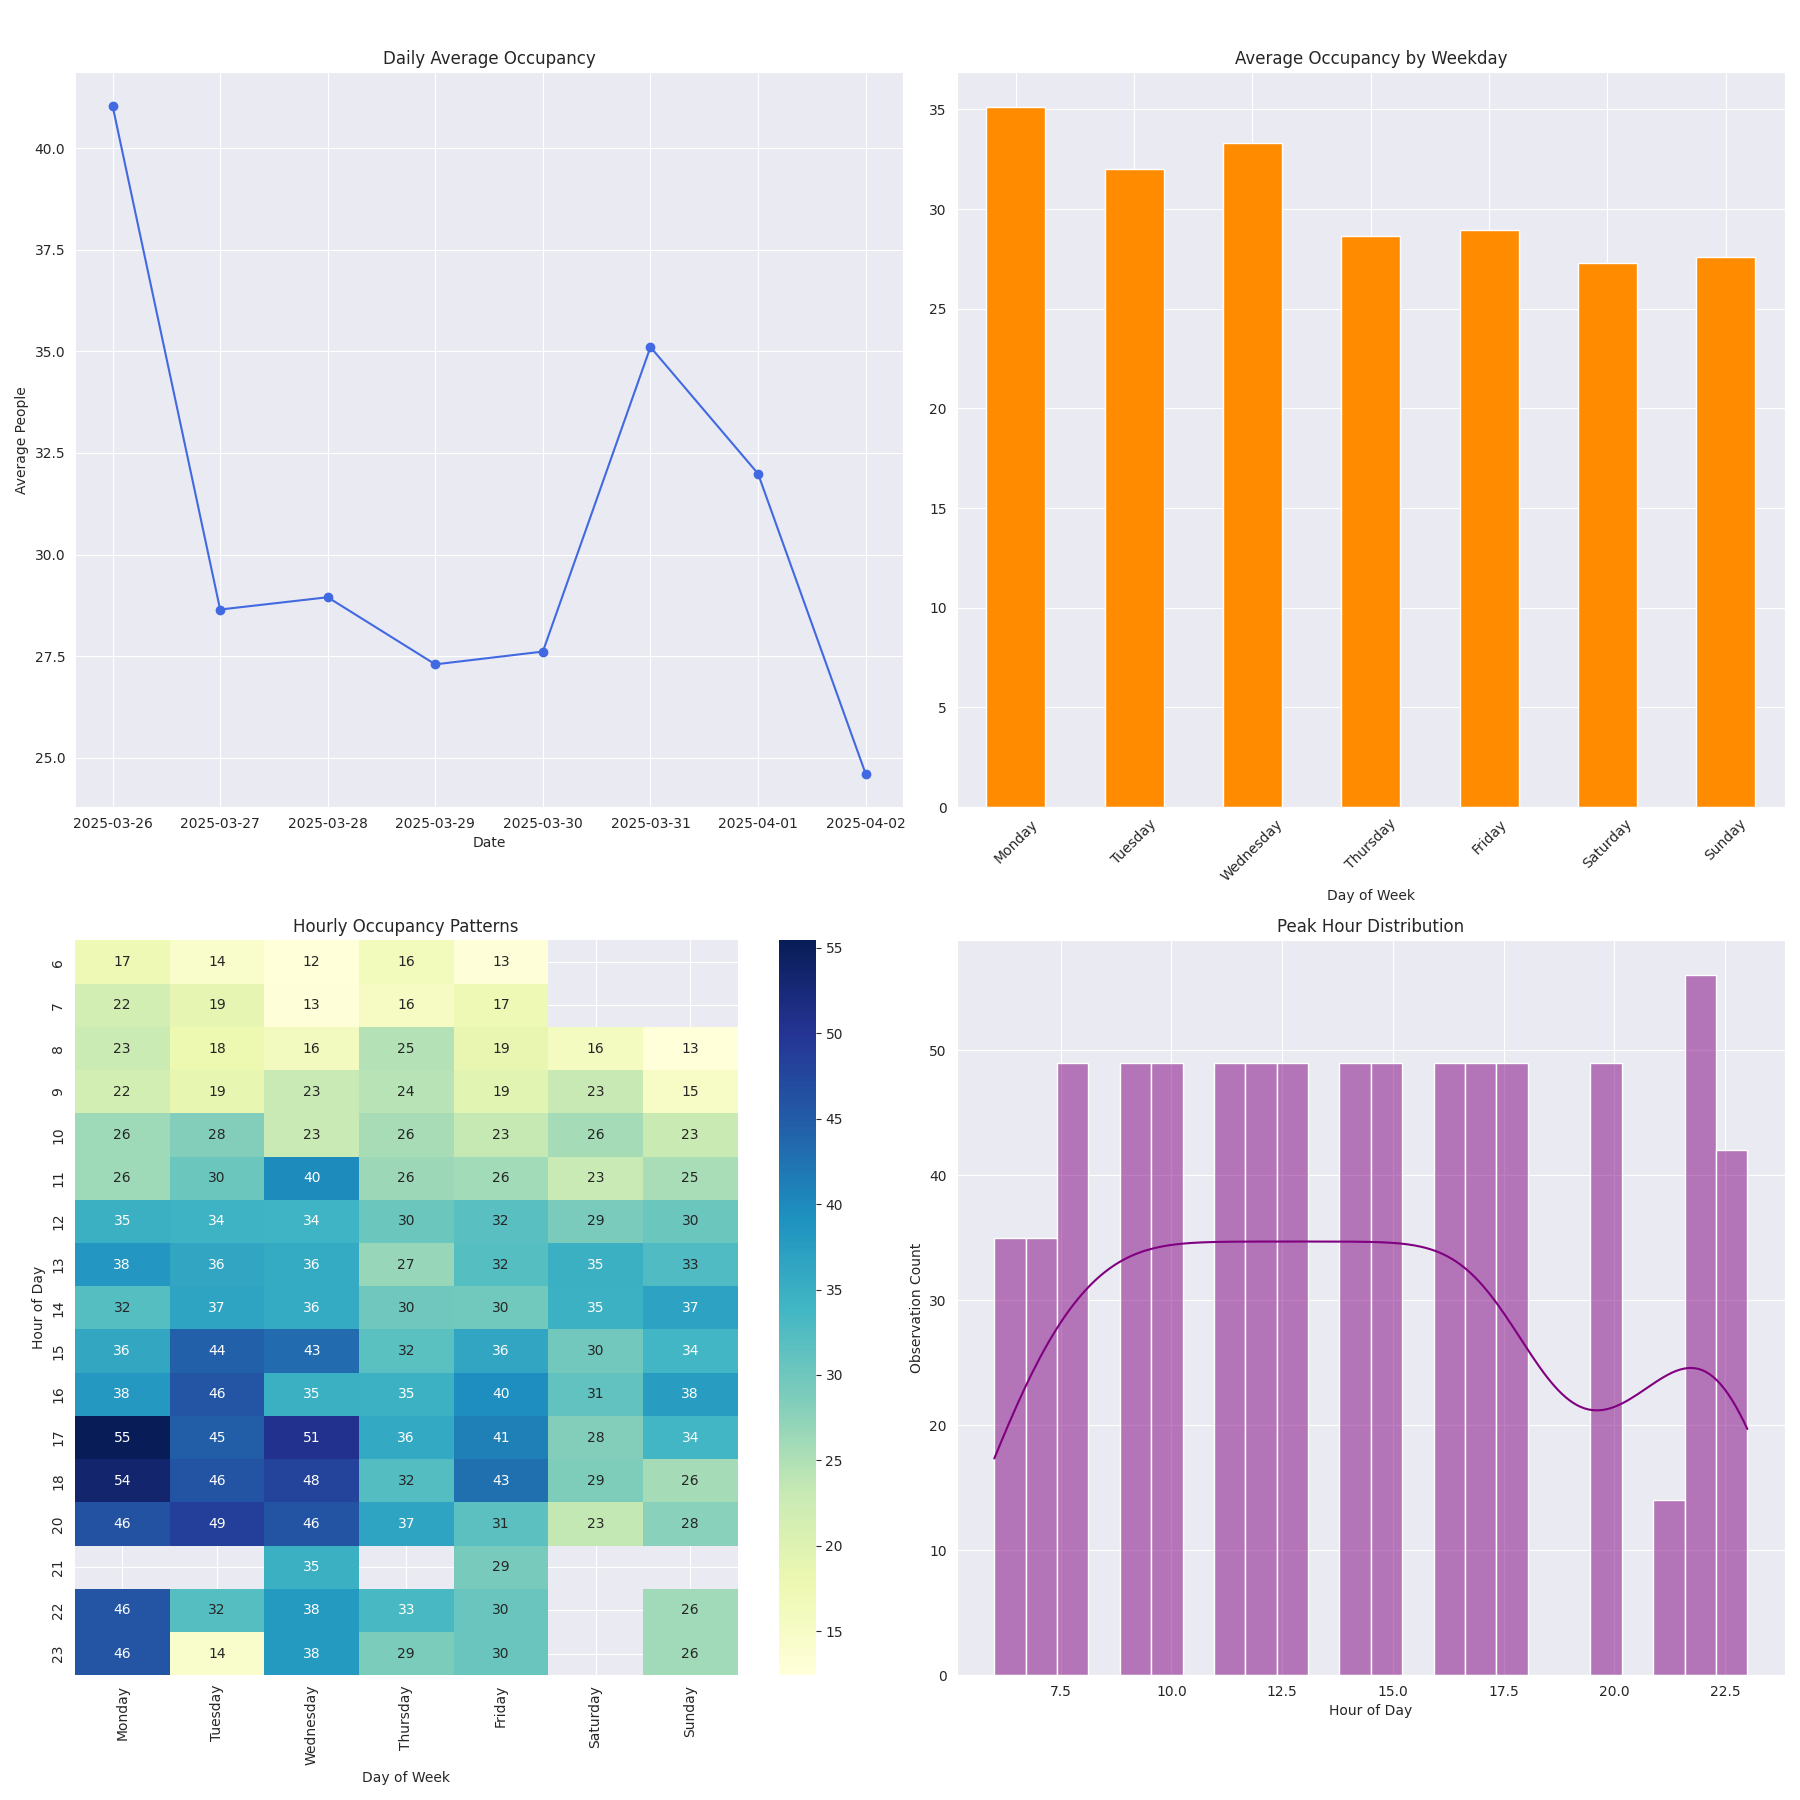 Daily Average Occupancy
40.0
37.5
35.0
32.5
30.0
27.5
25.0
Average People
2025-03-26 2025-03-27 2025-03-28 2025-03-29 2025-03-30 2025-03-31 2025-04-01 2025-04-02
Date
Average Occupancy by Weekday
35
30
25
20
15
10
5
0
Monday Tuesday Wednesday Thursday Friday Saturday Sunday
Day of Week
Hourly Occupancy Patterns
Hour of Day
6 17 14 12 16 13
7 22 19 13 16 17
8 23 18 16 25 19 16 13
9 22 19 23 24 19 23 15
10 26 28 23 26 23 26 23
11 26 30 40 26 26 23 25
12 35 34 34 30 32 29 30
13 38 36 36 27 32 35 33
14 32 37 36 30 30 35 37
15 36 44 43 32 36 30 34
16 38 46 35 35 40 31 38
17 55 45 51 36 41 28 34
18 54 46 48 32 43 29 26
20 46 49 46 37 31 23 28
21 35 29
22 46 32 38 33 30 26
23 46 14 38 29 30 26
Monday Tuesday Wednesday Thursday Friday Saturday Sunday
Day of Week
55
50
45
40
35
30
25
20
15
Peak Hour Distribution
Observation Count
50
40
30
20
10
0
7.5 10.0 12.5 15.0 17.5 20.0 22.5
Hour of Day